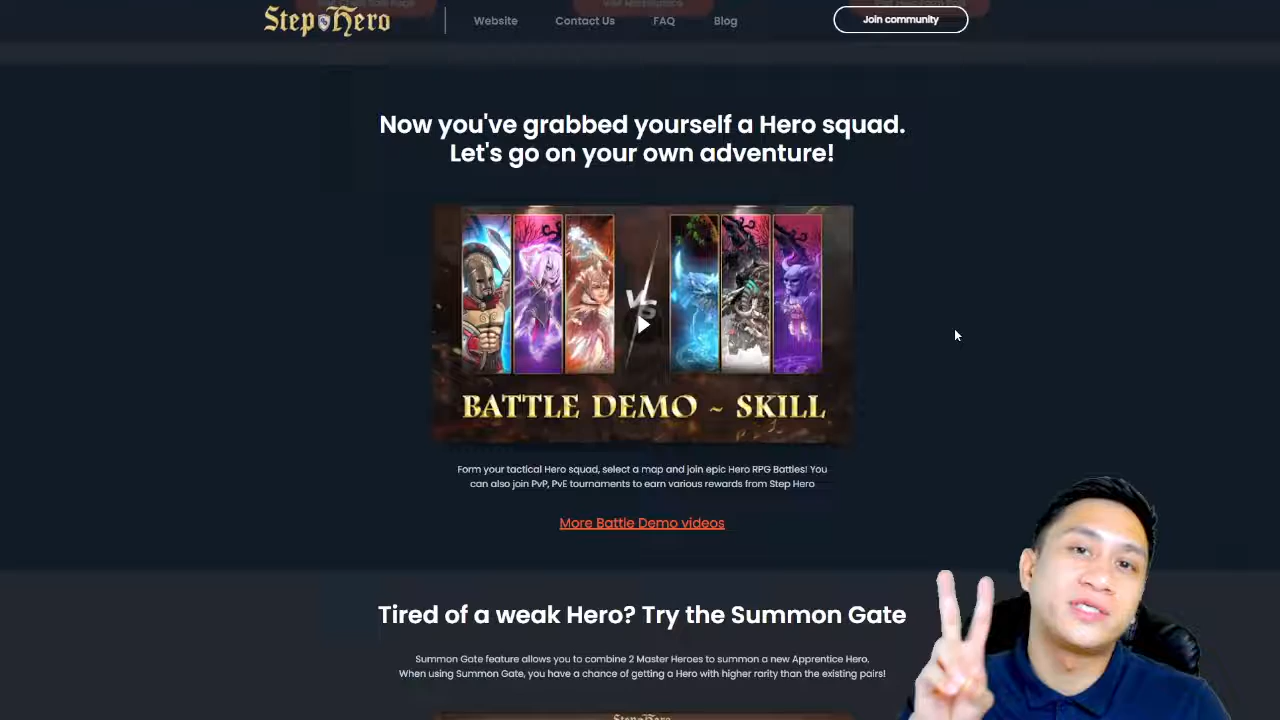 Step Hero
Website
Contact Us
FAQ
Blog
Join community
Now you've grabbed yourself a Hero squad.
Let's go on your own adventure!
VS
BATTLE DEMO ~ SKILL
Form your tactical Hero squad, select a map and join epic Hero RPG Battles! You
can also join PvP, PvE tournaments to earn various rewards from Step Hero
More Battle Demo videos
Tired of a weak Hero? Try the Summon Gate
Summon Gate feature allows you to combine 2 Master Heroes to summon a new Apprentice Hero.
When using Summon Gate, you have a chance of getting a Hero with higher rarity than the existing pairs!
Step Hero